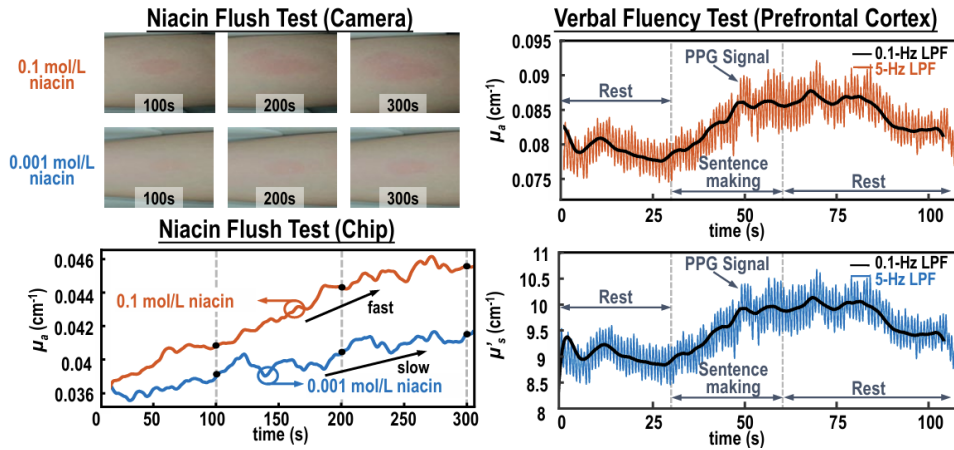 Niacin Flush Test (Camera)
0.1 mol/L
niacin
100s
200s
300s
0.001 mol/L
niacin
100s
200s
300s
Niacin Flush Test (Chip)
0.046
0.044
0.042
0.04
0.036
μa (cm⁻¹)
0.1 mol/L niacin
fast
slow
0.001 mol/L niacin
0
50
100
150
200
250
300
time (s)
Verbal Fluency Test (Prefrontal Cortex)
0.095
0.09
0.085
0.08
0.075
μa (cm⁻¹)
PPG Signal
0.1-Hz LPF
5-Hz LPF
Rest
Sentence
making
Rest
0
25
50
75
100
time (s)
11
10.5
10
9.5
9
8.5
8
μ's (cm⁻¹)
PPG Signal
0.1-Hz LPF
5-Hz LPF
Rest
Sentence
making
Rest
0
25
50
75
100
time (s)